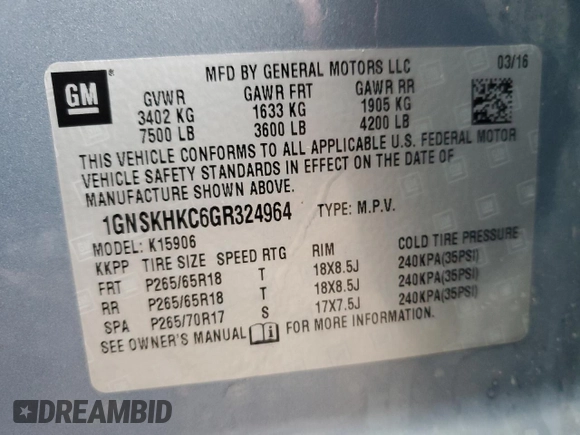 MFD BY GENERAL MOTORS LLC 03/16
GM
GVWR GAWR FRT GAWR RR
3402 KG 1633 KG 1905 KG
7500 LB 3600 LB 4200 LB
THIS VEHICLE CONFORMS TO ALL APPLICABLE U.S. FEDERAL MOTOR
VEHICLE SAFETY STANDARDS IN EFFECT ON THE DATE OF
MANUFACTURE SHOWN ABOVE.
1GNSKHKC6GR324964 TYPE: M.P.V.
MODEL: K15906
KKPP TIRE SIZE SPEED RTG RIM COLD TIRE PRESSURE
FRT P265/65R18 T 18X8.5J 240KPA(35PSI)
RR P265/65R18 T 18X8.5J 240KPA(35PSI)
SPA P265/70R17 S 17X7.5J 240KPA(35PSI)
SEE OWNER'S MANUAL i FOR MORE INFORMATION.
DREAMBID